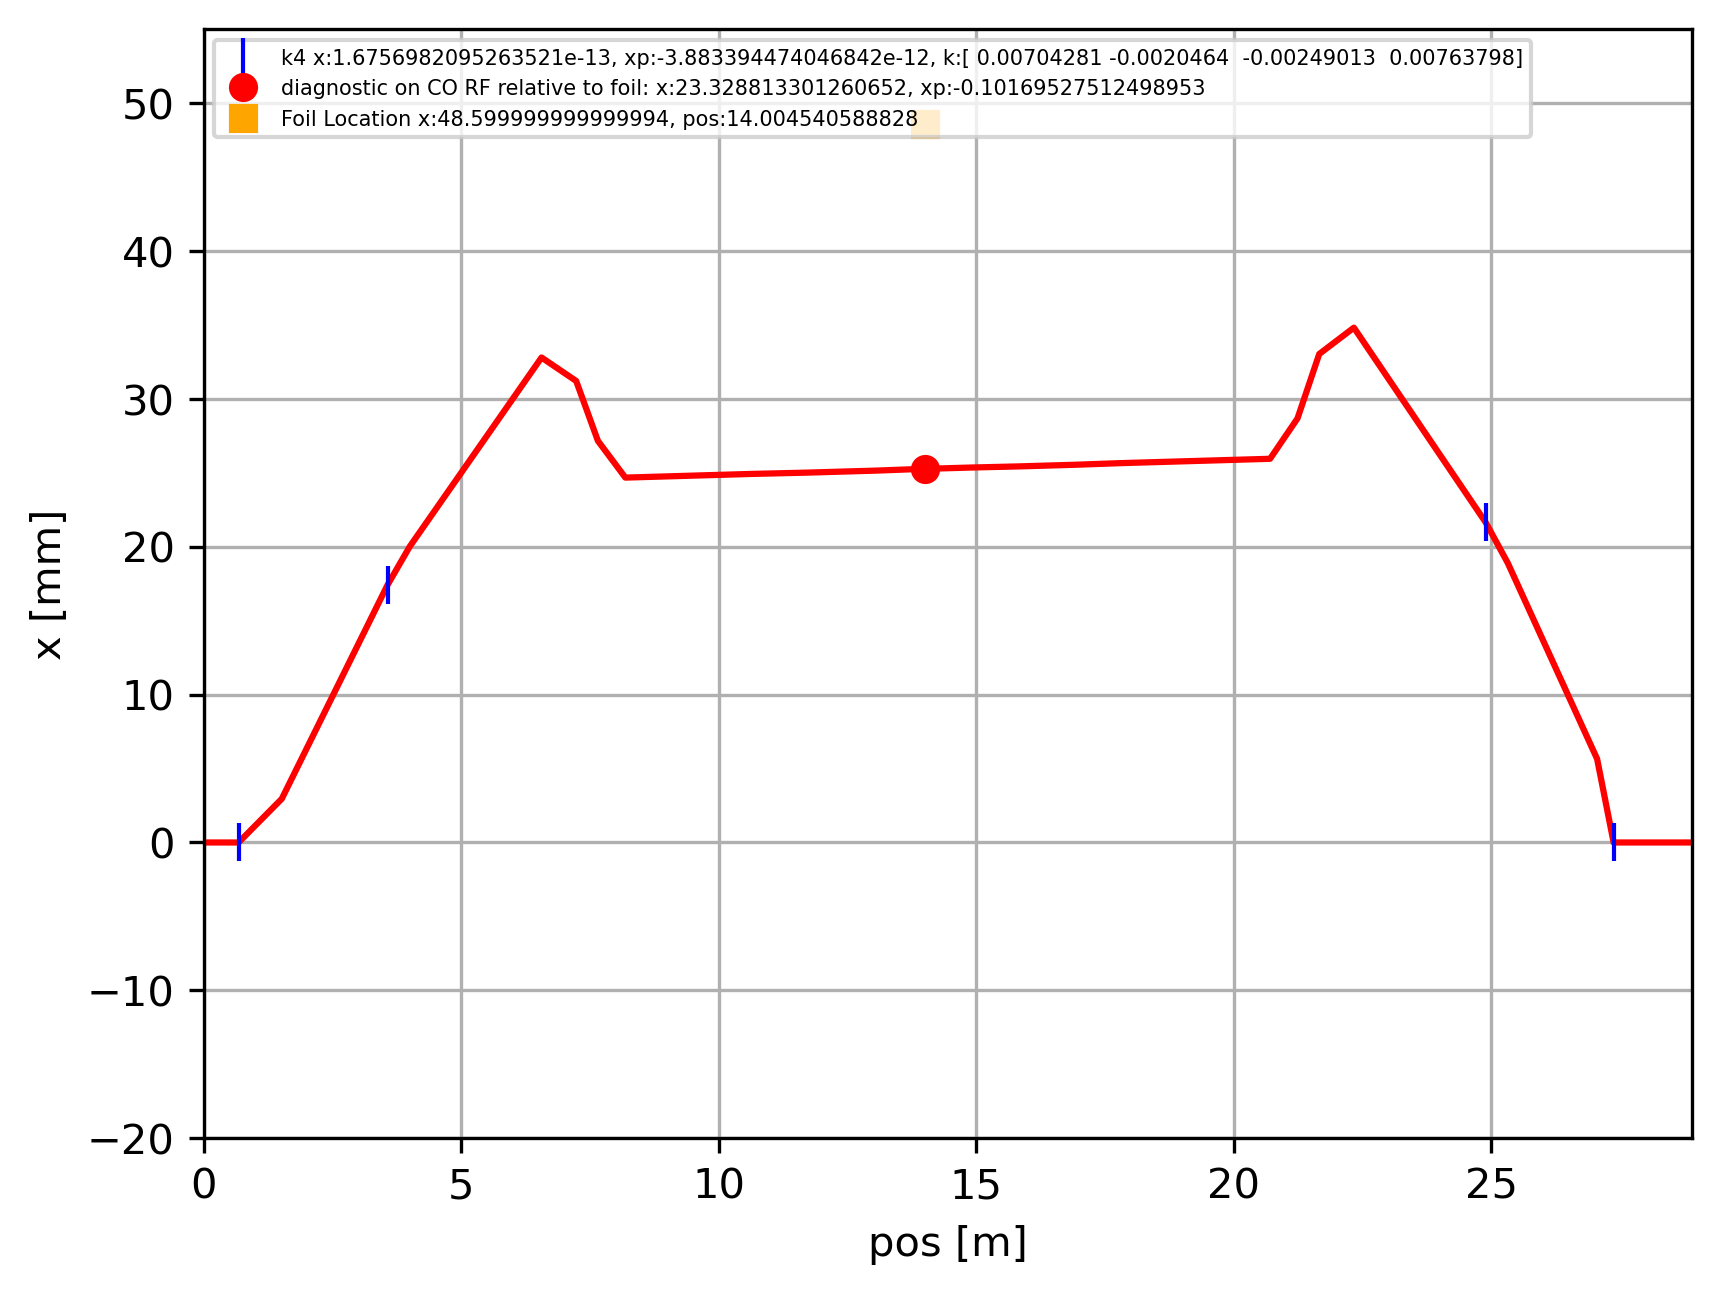 k4 x:1.6756982095263521e-13, xp:-3.883394474046842e-12, k:[ 0.00704281 -0.0020464  -0.00249013  0.00763798]
diagnostic on CO RF relative to foil: x:23.328813301260652, xp:-0.10169527512498953
Foil Location x:48.599999999999994, pos:14.004540588828
50
40
30
20
10
0
−10
−20
x [mm]
0 5 10 15 20 25
pos [m]